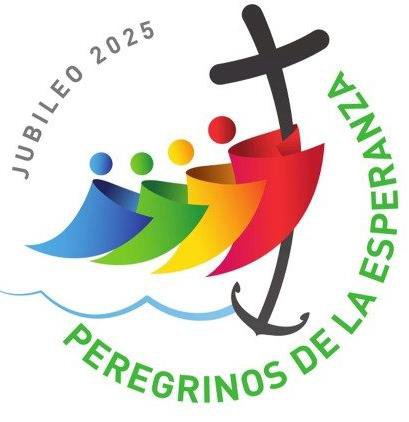 JUBILEO 2025
PEREGRINOS DE LA ESPERANZA